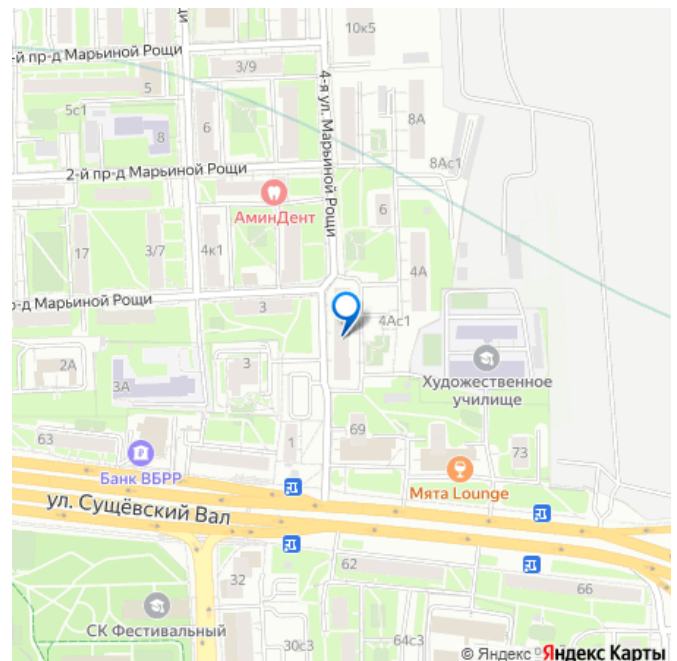 10к5
-й пр-д Марьиной Рощи
ди
3/9
5
5с1
4-я ул. Марьиной Рощи
6
8
8А
8Ас1
2-й пр-д Марьиной Рощи
АминДент
6
17
3/7
4к1
4А
р-д Марьиной Рощи
3
4Ас1
2А
3А
3
Художественное
училище
69
63
1
73
Банк ВБРР
Мята Lounge
ул. Сущёвский Вал
62
32
66
СК Фестивальный
30с3
64с3
© Яндекс
Яндекс Карты